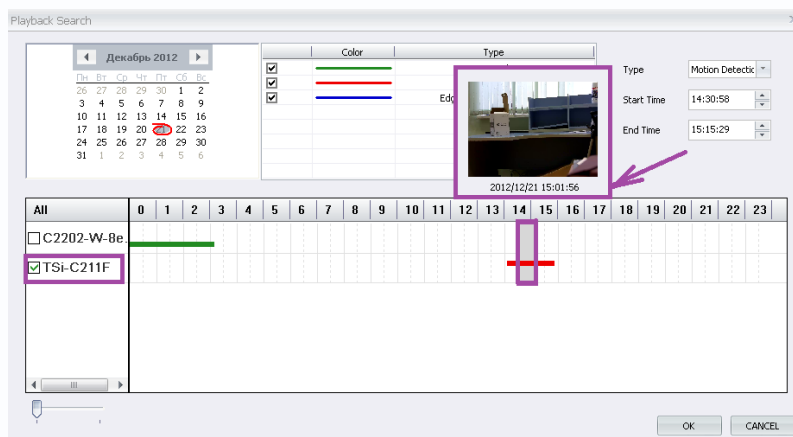 Playback Search
Декабрь 2012
Пн Вт Ср Чт Пт Сб Вс
26 27 28 29 30 1 2
3 4 5 6 7 8 9
10 11 12 13 14 15 16
17 18 19 20 21 22 23
24 25 26 27 28 29 30
31 1 2 3 4 5 6
Color Type
2012/12/21 15:01:56
Type Motion Detectic
Start Time 14:30:58
End Time 15:15:29
All 0 1 2 3 4 5 6 7 8 9 10 11 12 13 14 15 16 17 18 19 20 21 22 23
C2202-W-8e.
TSi-C211F
OK CANCEL